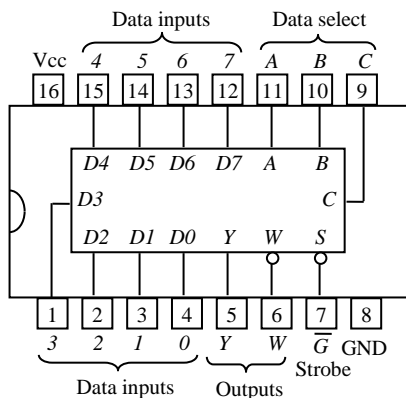 Data inputs Data select
Vcc 4 5 6 7 A B C
16 15 14 13 12 11 10 9
D4 D5 D6 D7 A B
D3 C
D2 D1 D0 Y W S
1 2 3 4 5 6 7 8
3 2 1 0 Y W G̅ GND
Strobe
Data inputs Outputs